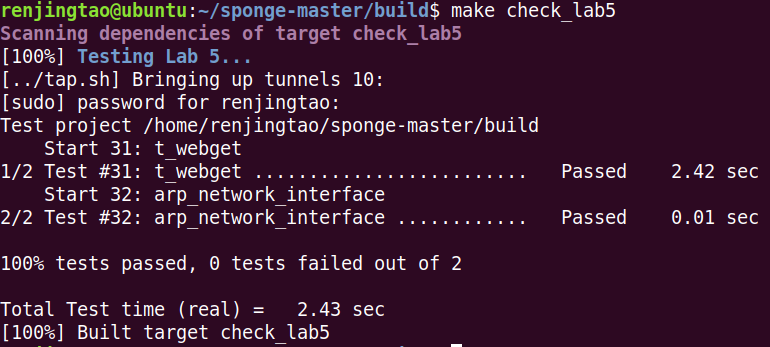 renjingtao@ubuntu:~/sponge-master/build$ make check_lab5
Scanning dependencies of target check_lab5
[100%] Testing Lab 5...
[../tap.sh] Bringing up tunnels 10:
[sudo] password for renjingtao:
Test project /home/renjingtao/sponge-master/build
    Start 31: t_webget
1/2 Test #31: t_webget .........................   Passed    2.42 sec
    Start 32: arp_network_interface
2/2 Test #32: arp_network_interface ............   Passed    0.01 sec

100% tests passed, 0 tests failed out of 2

Total Test time (real) =   2.43 sec
[100%] Built target check_lab5